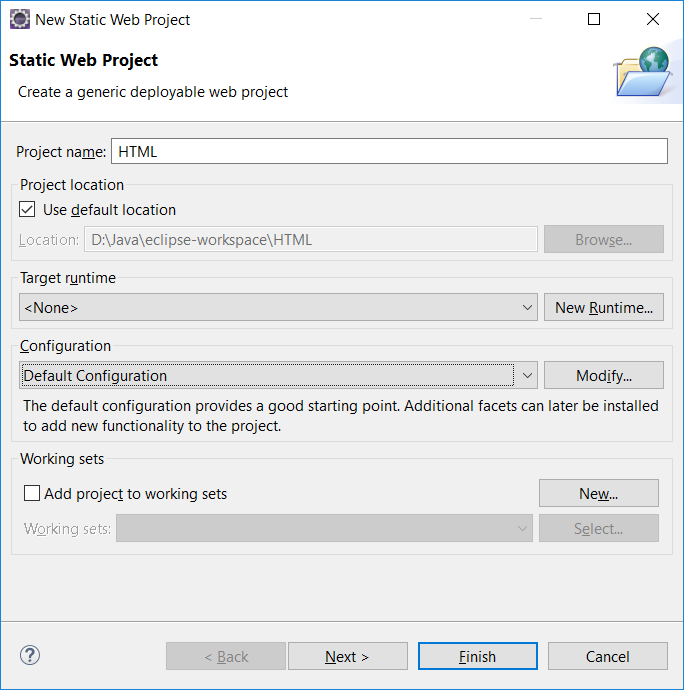 New Static Web Project
Static Web Project
Create a generic deployable web project
Project name: HTML
Project location
Use default location
Location: D:\Java\eclipse-workspace\HTML Browse...
Target runtime
<None> New Runtime...
Configuration
Default Configuration Modify...
The default configuration provides a good starting point. Additional facets can later be installed
to add new functionality to the project.
Working sets
Add project to working sets New...
Working sets: Select...
? < Back Next > Finish Cancel